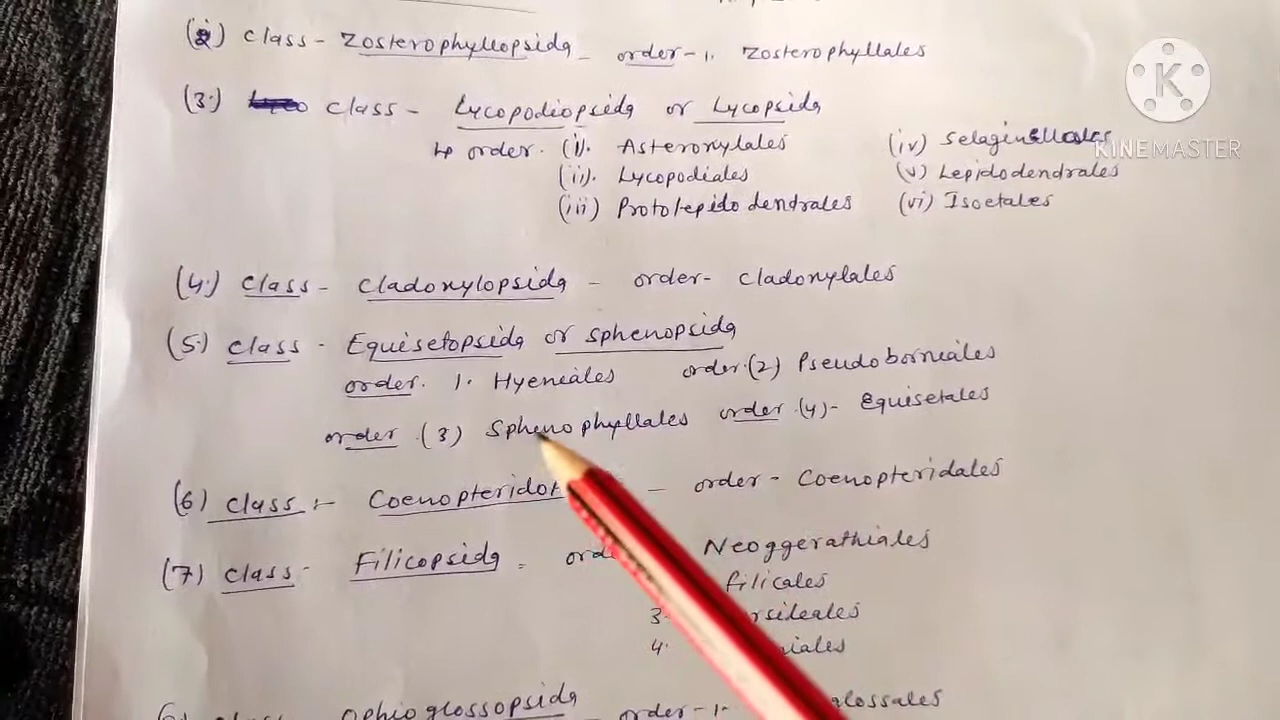 (2) class - Zosterophyllopsida - order - 1. Zosterophyllales
(3.) class - Lycopodiopsida or Lycopsida
↳ order. (i). Asteroxylales (iv) Selaginellales
(ii). Lycopodiales (v) Lepidodendrales
(iii) Protolepidodendrales (vi) Isoetales
(4.) class - Cladoxylopsida - order - Cladoxylales
(5.) class - Equisetopsida or Sphenopsida
order. 1. Hyeniales order.(2) Pseudoborniales
order .(3) Sphenophyllales order .(4)- Equisetales
(6) class :- - order - Coenopteridales
(7) class - Filicopsida - Noeggerathiales
Filicales
3.
4.
Ophioglossopsida - order - 1.
K
KINEMASTER